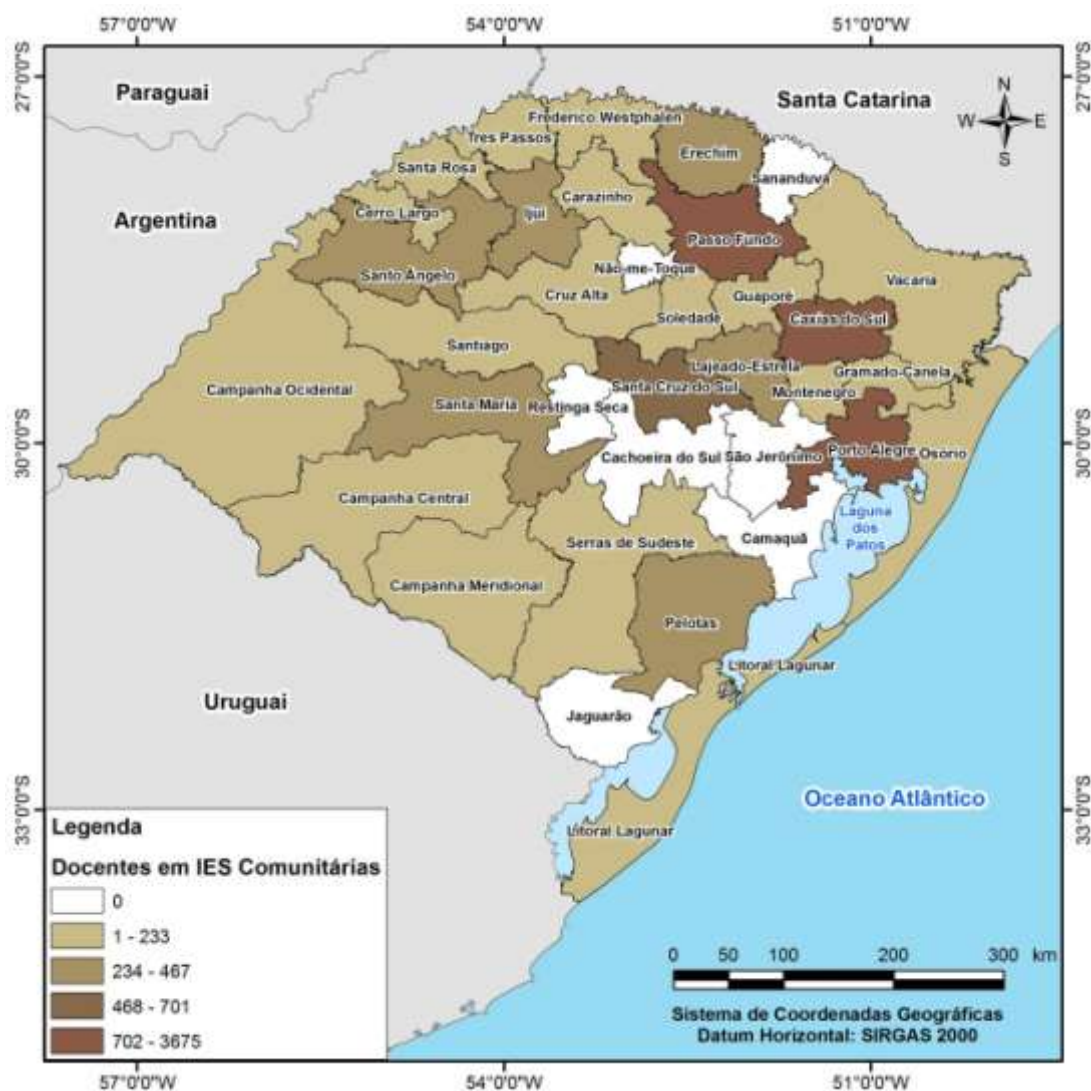 57°0'0"W
54°0'0"W
51°0'0"W
27°0'0"S
27°0'0"S
Paraguai
Santa Catarina
N
W
E
S
Frederico Westphalen
Tres Passos
Erechim
Santa Rosa
Sananduva
Carazinho
Argentina
Cerro Largo
Ijuí
Passo Fundo
Não-me-Toque
Santo Ângelo
Cruz Alta
Guaporé
Vacaria
Soledade
Caxias do Sul
Santiago
Lajeado-Estrela
Gramado-Canela
Campanha Ocidental
Santa Cruz do Sul
Montenegro
Santa Maria
Restinga Seca
30°0'0"S
30°0'0"S
Cachoeira do Sul
São Jerônimo
Porto Alegre
Osório
Campanha Central
Laguna
dos
Patos
Serras de Sudeste
Camaquã
Campanha Meridional
Pelotas
Litoral Lagunar
Uruguai
Jaguarão
Oceano Atlântico
33°0'0"S
33°0'0"S
Litoral Lagunar
Legenda
Docentes em IES Comunitárias
0
1 - 233
234 - 467
468 - 701
702 - 3675
0 50 100 200 300 km
Sistema de Coordenadas Geográficas
Datum Horizontal: SIRGAS 2000
57°0'0"W
54°0'0"W
51°0'0"W